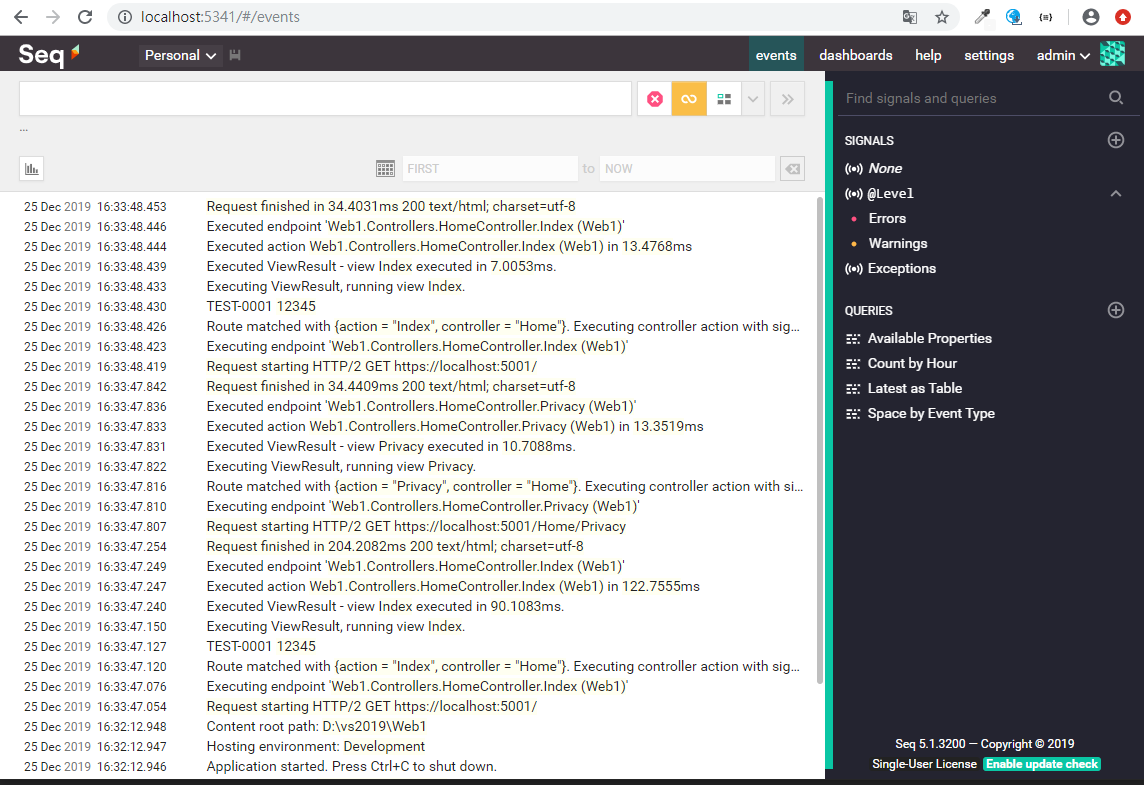 localhost:5341/#/events
Seq
Personal
events dashboards help settings admin
...
FIRST to NOW
25 Dec 2019 16:33:48.453 Request finished in 34.4031ms 200 text/html; charset=utf-8
25 Dec 2019 16:33:48.446 Executed endpoint 'Web1.Controllers.HomeController.Index (Web1)'
25 Dec 2019 16:33:48.444 Executed action Web1.Controllers.HomeController.Index (Web1) in 13.4768ms
25 Dec 2019 16:33:48.439 Executed ViewResult - view Index executed in 7.0053ms.
25 Dec 2019 16:33:48.433 Executing ViewResult, running view Index.
25 Dec 2019 16:33:48.430 TEST-0001 12345
25 Dec 2019 16:33:48.426 Route matched with {action = "Index", controller = "Home"}. Executing controller action with sig...
25 Dec 2019 16:33:48.423 Executing endpoint 'Web1.Controllers.HomeController.Index (Web1)'
25 Dec 2019 16:33:48.419 Request starting HTTP/2 GET https://localhost:5001/
25 Dec 2019 16:33:47.842 Request finished in 34.4409ms 200 text/html; charset=utf-8
25 Dec 2019 16:33:47.836 Executed endpoint 'Web1.Controllers.HomeController.Privacy (Web1)'
25 Dec 2019 16:33:47.833 Executed action Web1.Controllers.HomeController.Privacy (Web1) in 13.3519ms
25 Dec 2019 16:33:47.831 Executed ViewResult - view Privacy executed in 10.7088ms.
25 Dec 2019 16:33:47.822 Executing ViewResult, running view Privacy.
25 Dec 2019 16:33:47.816 Route matched with {action = "Privacy", controller = "Home"}. Executing controller action with si...
25 Dec 2019 16:33:47.810 Executing endpoint 'Web1.Controllers.HomeController.Privacy (Web1)'
25 Dec 2019 16:33:47.807 Request starting HTTP/2 GET https://localhost:5001/Home/Privacy
25 Dec 2019 16:33:47.254 Request finished in 204.2082ms 200 text/html; charset=utf-8
25 Dec 2019 16:33:47.249 Executed endpoint 'Web1.Controllers.HomeController.Index (Web1)'
25 Dec 2019 16:33:47.247 Executed action Web1.Controllers.HomeController.Index (Web1) in 122.7555ms
25 Dec 2019 16:33:47.240 Executed ViewResult - view Index executed in 90.1083ms.
25 Dec 2019 16:33:47.150 Executing ViewResult, running view Index.
25 Dec 2019 16:33:47.127 TEST-0001 12345
25 Dec 2019 16:33:47.120 Route matched with {action = "Index", controller = "Home"}. Executing controller action with sig...
25 Dec 2019 16:33:47.076 Executing endpoint 'Web1.Controllers.HomeController.Index (Web1)'
25 Dec 2019 16:33:47.054 Request starting HTTP/2 GET https://localhost:5001/
25 Dec 2019 16:32:12.948 Content root path: D:\vs2019\Web1
25 Dec 2019 16:32:12.947 Hosting environment: Development
25 Dec 2019 16:32:12.946 Application started. Press Ctrl+C to shut down.
Find signals and queries
SIGNALS
None
@Level
Errors
Warnings
Exceptions
QUERIES
Available Properties
Count by Hour
Latest as Table
Space by Event Type
Seq 5.1.3200 — Copyright © 2019
Single-User License Enable update check